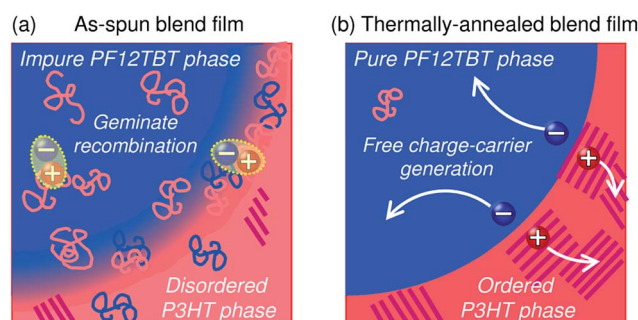 (a) As-spun blend film
Impure PF12TBT phase
Geminate
recombination
−
+
−
+
Disordered
P3HT phase
(b) Thermally-annealed blend film
Pure PF12TBT phase
Free charge-carrier
generation
−
+
−
+
Ordered
P3HT phase